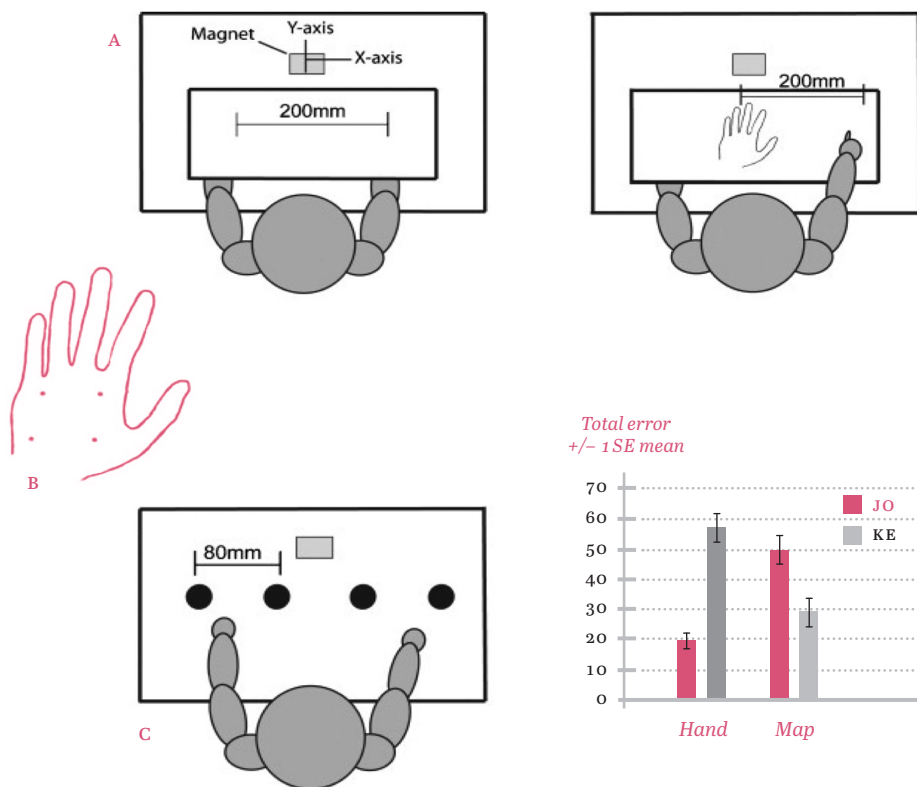 A
Magnet
Y-axis
X-axis
200mm
200mm
B
80mm
C
Total error
+/– 1 SE mean
70
60
50
40
30
20
10
0
JO
KE
Hand Map